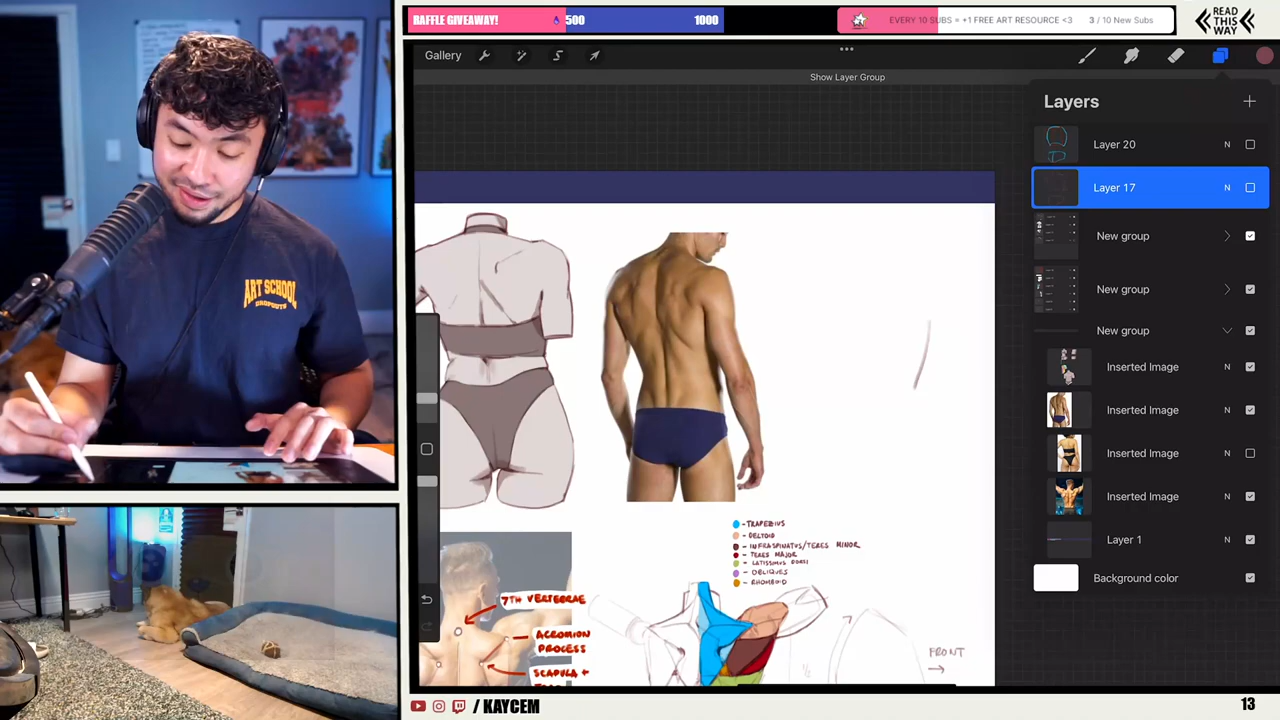 RAFFLE GIVEAWAY!
500
1000
EVERY 10 SUBS = +1 FREE ART RESOURCE <3
3 / 10 New Subs
READ
THIS
WAY
Gallery
Show Layer Group
Layers
Layer 20
N
Layer 17
N
New group
New group
New group
Inserted Image
N
Inserted Image
N
Inserted Image
N
Inserted Image
N
Layer 1
N
Background color
ART SCHOOL
DROPOUTS
- TRAPEZIUS
- DELTOID
- INFRASPINATUS/TERES MINOR
- TERES MAJOR
- LATISSIMUS DORSI
- OBLIQUES
- RHOMBOID
7TH VERTEBRAE
ACROMION
PROCESS
SCAPULA +
FRONT
/ KAYCEM
13